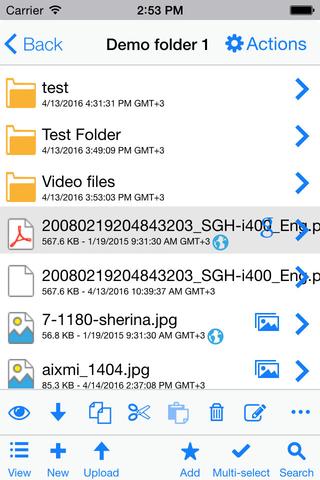 Carrier 2:53 PM
Back Demo folder 1 Actions
test
4/13/2016 4:31:31 PM GMT+3
Test Folder
4/13/2016 3:49:09 PM GMT+3
Video files
4/13/2016 3:53:03 PM GMT+3
20080219204843203_SGH-i400_Eng.p
567.6 KB - 1/19/2015 9:31:30 AM GMT+3
g
20080219204843203_SGH-i400_Eng.p
567.6 KB - 4/13/2016 10:39:37 AM GMT+3
7-1180-sherina.jpg
56.8 KB - 1/19/2015 9:31:30 AM GMT+3
aixmi_1404.jpg
85.3 KB - 4/14/2016 2:37:08 PM GMT+3
View New Upload Add Multi-select Search